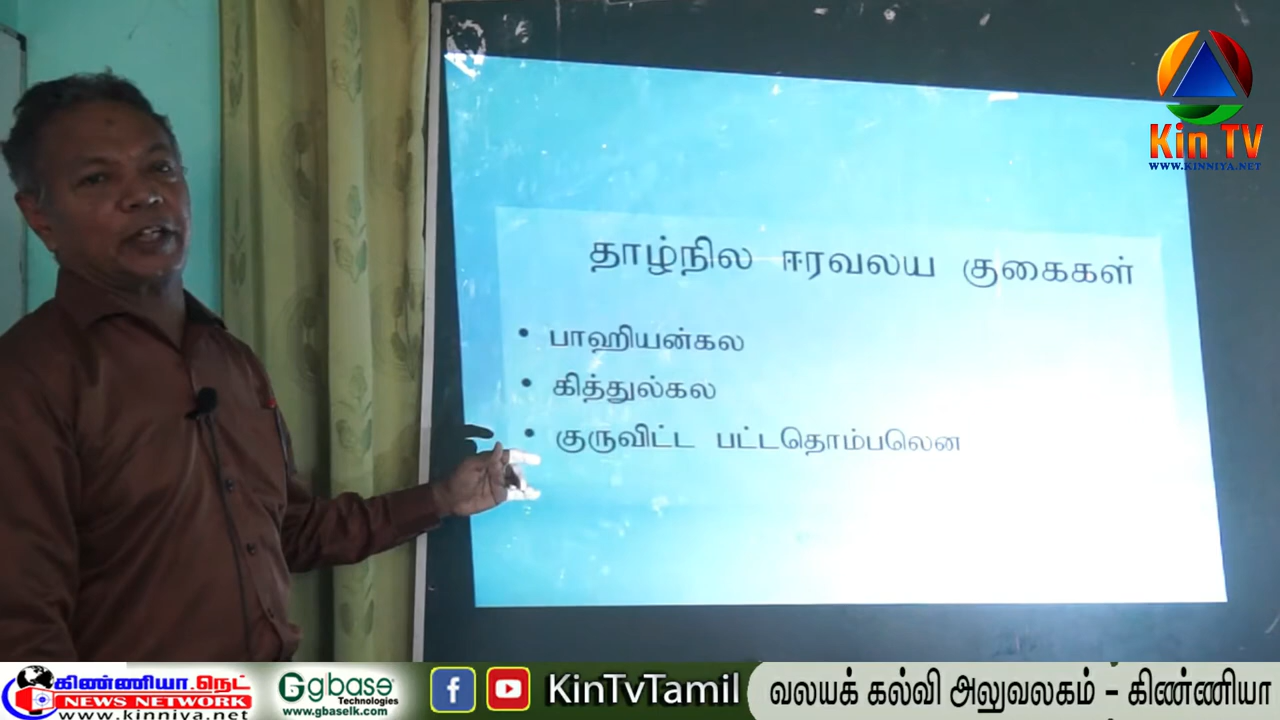 Kin TV
WWW.KINNIYA.NET
தாழ்நில ஈரவலய குகைகள்
• பாஹியன்கல
• கித்துல்கல
• குருவிட்ட பட்டதொம்பலென
கிண்ணியா.நெட்
NEWS NETWORK
www.kinniya.net
Ggbase
Technologies
www.gbaselk.com
KinTvTamil
வலயக் கல்வி அலுவலகம் - கிண்ணியா